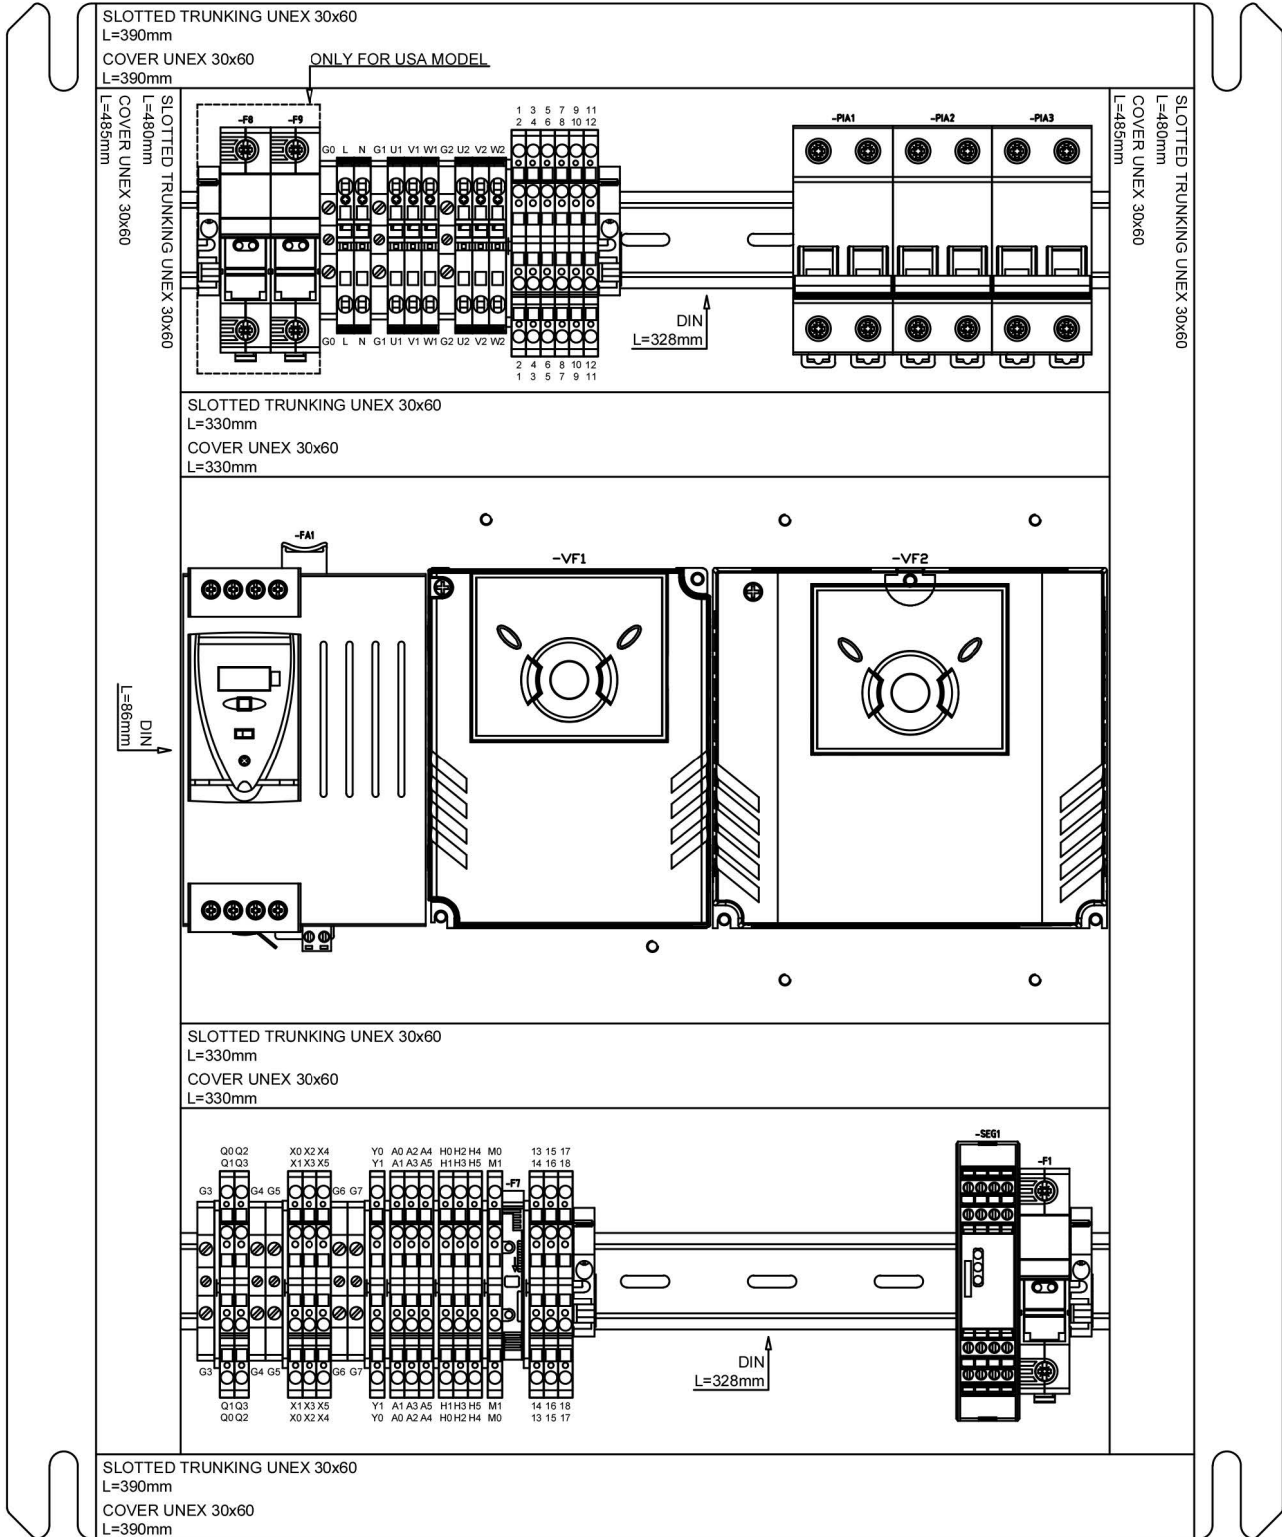 SLOTTED TRUNKING UNEX 30x60
L=390mm
COVER UNEX 30x60
L=390mm
ONLY FOR USA MODEL
SLOTTED TRUNKING UNEX 30x60
L=480mm
COVER UNEX 30x60
L=485mm
-F8 -F9
G0 L N G1 U1 V1 W1 G2 U2 V2 W2
1 3 5 7 9 11
2 4 6 8 10 12
-PIA1 -PIA2 -PIA3
SLOTTED TRUNKING UNEX 30x60
L=480mm
COVER UNEX 30x60
L=485mm
DIN
L=328mm
G0 L N G1 U1 V1 W1 G2 U2 V2 W2
2 4 6 8 10 12
1 3 5 7 9 11
SLOTTED TRUNKING UNEX 30x60
L=330mm
COVER UNEX 30x60
L=330mm
-FA1
-VF1
-VF2
DIN
L=86mm
SLOTTED TRUNKING UNEX 30x60
L=330mm
COVER UNEX 30x60
L=330mm
-SEG1
Q0 Q2 X0 X2 X4 Y0 A0 A2 A4 H0 H2 H4 M0 13 15 17
Q1 Q3 X1 X3 X5 Y1 A1 A3 A5 H1 H3 H5 M1 14 16 18
-F1
-F7
G3 G4 G5 G6 G7
DIN
L=328mm
G3 G4 G5 G6 G7
Q1 Q3 X1 X3 X5 Y1 A1 A3 A5 H1 H3 H5 M1 14 16 18
Q0 Q2 X0 X2 X4 Y0 A0 A2 A4 H0 H2 H4 M0 13 15 17
SLOTTED TRUNKING UNEX 30x60
L=390mm
COVER UNEX 30x60
L=390mm